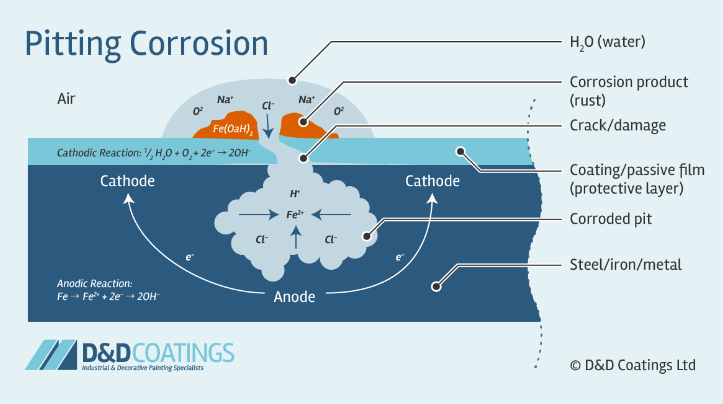 Pitting Corrosion
H₂O (water)
Air
Na⁺
Na⁺
Corrosion product
(rust)
O²
Cl⁻
O²
Fe(OaH)₃
Crack/damage
Cathodic Reaction: ½ H₂O + O₂ + 2e⁻ → 2OH⁻
Coating/passive film
(protective layer)
Cathode
Cathode
H⁺
Fe²⁺
Corroded pit
Cl⁻
Cl⁻
e⁻
e⁻
Steel/iron/metal
Anodic Reaction:
Fe → Fe²⁺ + 2e⁻ → 2OH⁻
Anode
D&D COATINGS
Industrial & Decorative Painting Specialists
© D&D Coatings Ltd